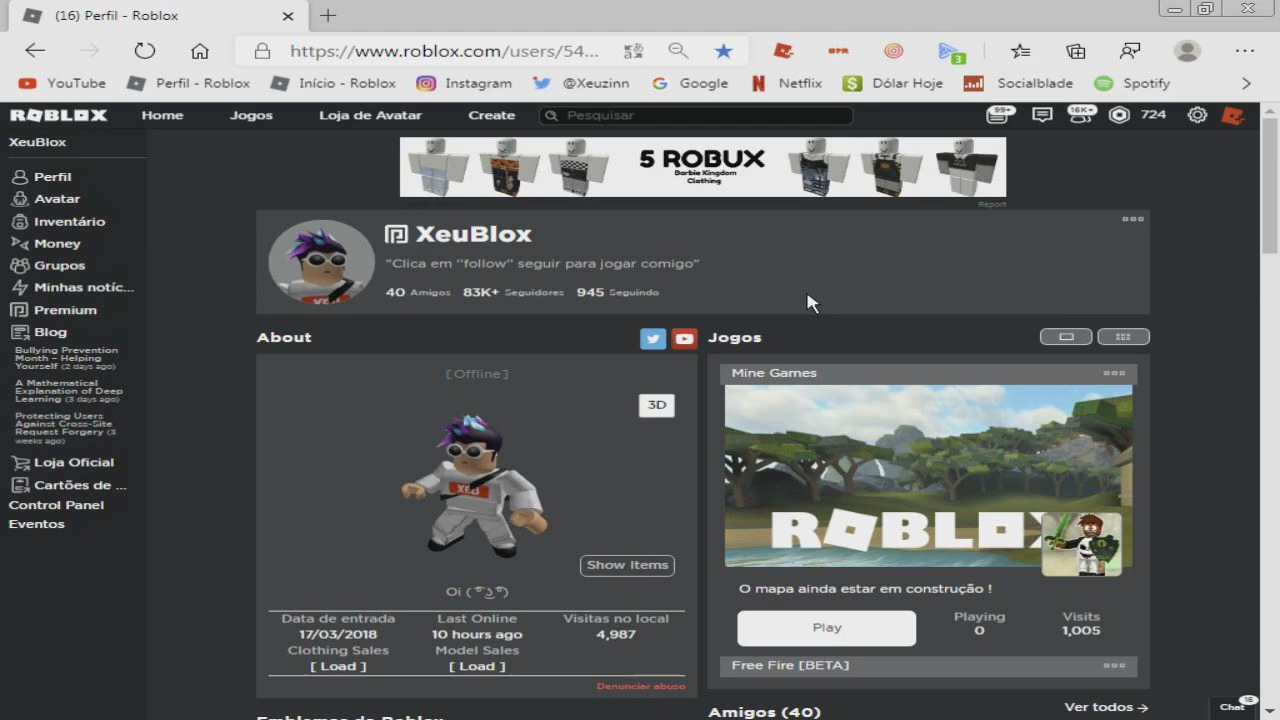 (16) Perfil - Roblox
https://www.roblox.com/users/54...
3
YouTube
Perfil - Roblox
Início - Roblox
Instagram
@Xeuzinn
Google
Netflix
Dólar Hoje
Socialblade
Spotify
ROBLOX
Home
Jogos
Loja de Avatar
Create
Pesquisar
99+
16K+
724
XeuBlox
Perfil
Avatar
Inventário
Money
Grupos
Minhas notíc...
Premium
Blog
Bullying Prevention
Month – Helping
Yourself (2 days ago)
A Mathematical
Explanation of Deep
Learning (3 days ago)
Protecting Users
Against Cross-Site
Request Forgery (3
weeks ago)
Loja Oficial
Cartões de ...
Control Panel
Eventos
5 ROBUX
Barbie Kingdom
Clothing
Report
XeuBlox
"Clica em "follow" seguir para jogar comigo"
40 Amigos 83K+ Seguidores 945 Seguindo
About
[ Offline ]
3D
XEU
Show Items
Oi ( ͡° ͜ʖ ͡°)
Data de entrada
17/03/2018
Last Online
10 hours ago
Visitas no local
4,987
Clothing Sales
[ Load ]
Model Sales
[ Load ]
Denunciar abuso
Emblemas do Roblox
Jogos
Mine Games
ROBLOX
O mapa ainda estar em construção !
Play
Playing
0
Visits
1,005
Free Fire [BETA]
Amigos (40)
Ver todos →
Chat
16